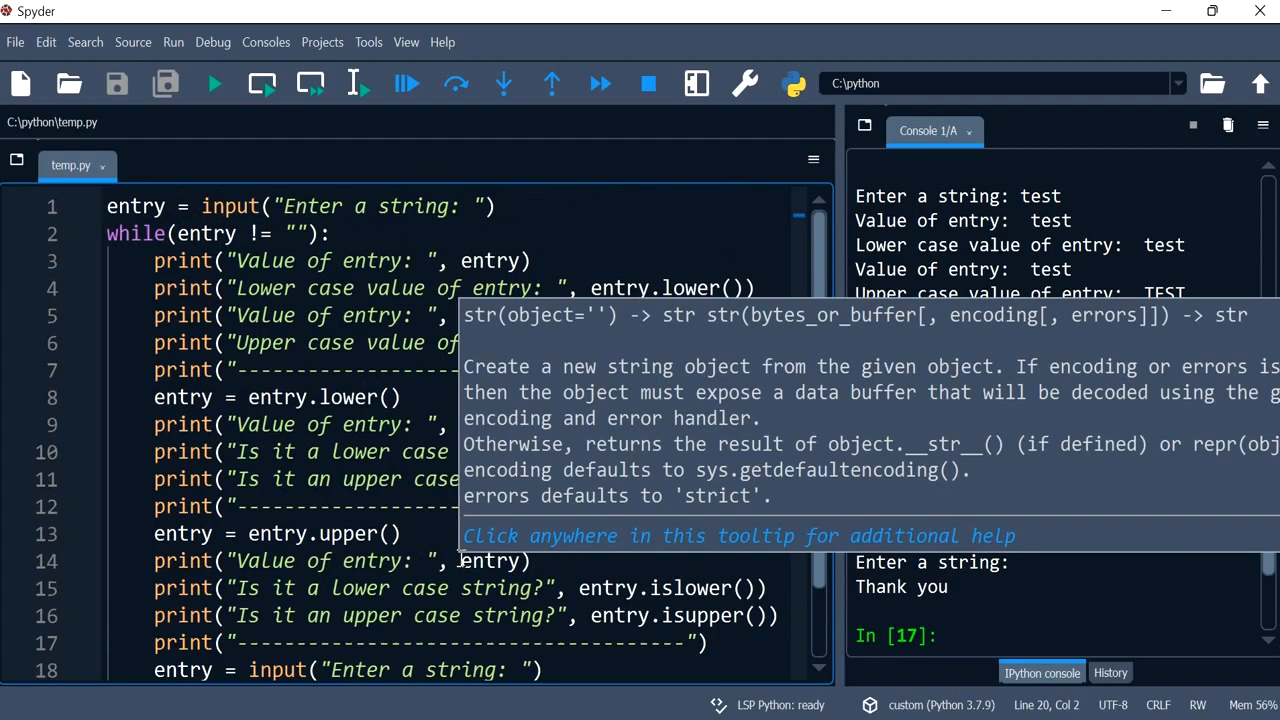 Spyder
File Edit Search Source Run Debug Consoles Projects Tools View Help
C:\python
C:\python\temp.py
temp.py
1 entry = input("Enter a string: ")
2 while(entry != ""):
3 print("Value of entry: ", entry)
4 print("Lower case value of entry: ", entry.lower())
5 print("Value of entry: ",
6 print("Upper case value of
7 print("-------------------
8 entry = entry.lower()
9 print("Value of entry: ",
10 print("Is it a lower case
11 print("Is it an upper case
12 print("-------------------
13 entry = entry.upper()
14 print("Value of entry: ", entry)
15 print("Is it a lower case string?", entry.islower())
16 print("Is it an upper case string?", entry.isupper())
17 print("--------------------------------------")
18 entry = input("Enter a string: ")
str(object='') -> str str(bytes_or_buffer[, encoding[, errors]]) -> str
Create a new string object from the given object. If encoding or errors is
then the object must expose a data buffer that will be decoded using the g
encoding and error handler.
Otherwise, returns the result of object.__str__() (if defined) or repr(obj
encoding defaults to sys.getdefaultencoding().
errors defaults to 'strict'.
Click anywhere in this tooltip for additional help
Console 1/A
Enter a string: test
Value of entry:  test
Lower case value of entry:  test
Value of entry:  test
Upper case value of entry:  TEST
Enter a string:
Thank you
In [17]:
IPython console History
LSP Python: ready custom (Python 3.7.9) Line 20, Col 2 UTF-8 CRLF RW Mem 56%